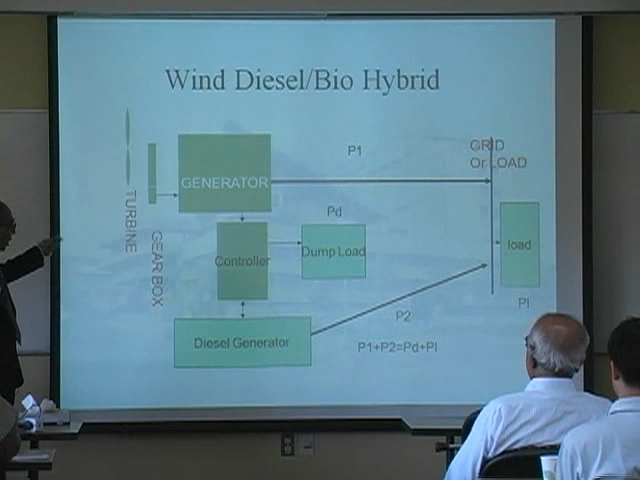 Wind Diesel/Bio Hybrid
P1
GRID
Or LOAD
GENERATOR
TURBINE
GEAR BOX
Pd
Controller
Dump Load
load
Pl
P2
Diesel Generator
P1+P2=Pd+Pl